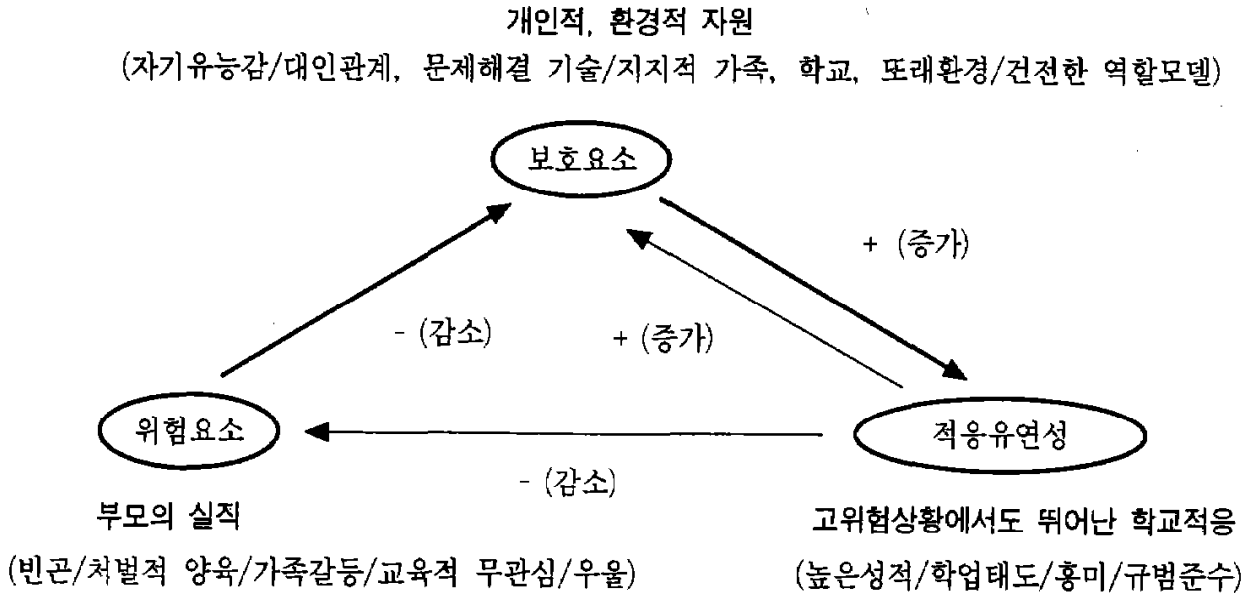 개인적, 환경적 자원
(자기유능감/대인관계, 문제해결 기술/지지적 가족, 학교, 또래환경/건전한 역할모델)
보호요소
+ (증가)
- (감소)
+ (증가)
위험요소
적응유연성
- (감소)
부모의 실직
고위험상황에서도 뛰어난 학교적응
(빈곤/처벌적 양육/가족갈등/교육적 무관심/우울)
(높은성적/학업태도/흥미/규범준수)